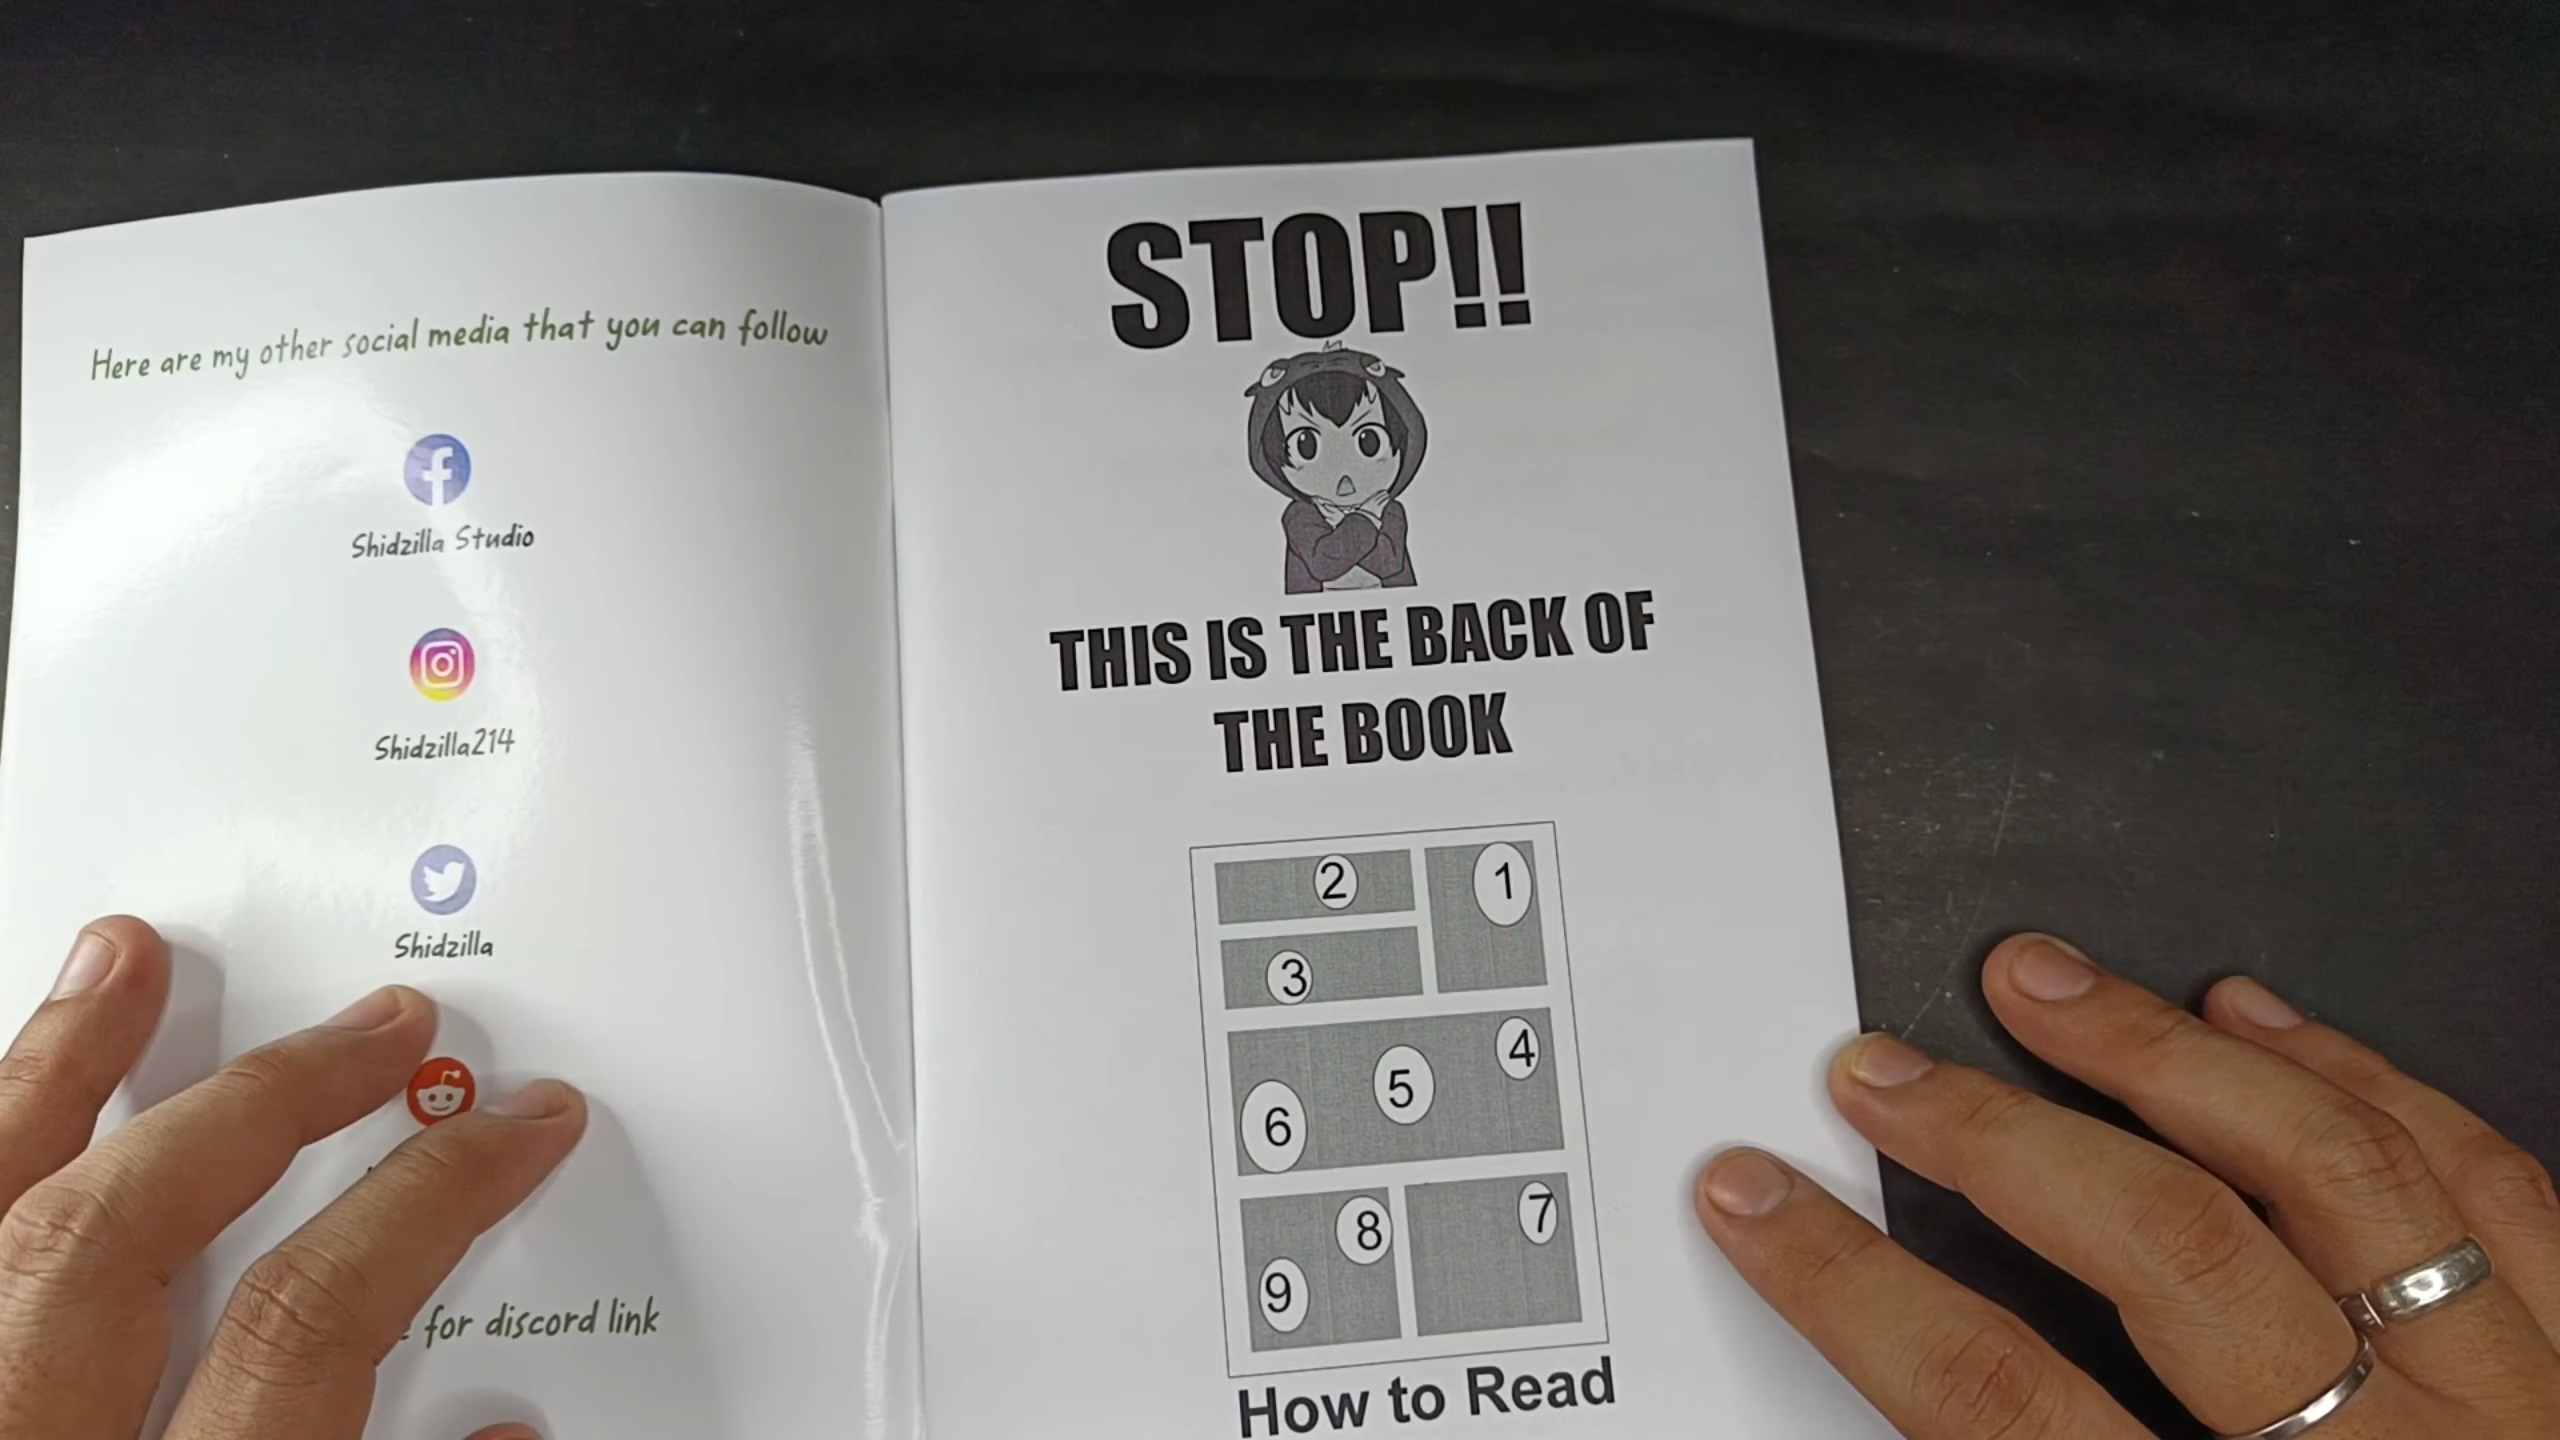 Here are my other social media that you can follow
Shidzilla Studio
Shidzilla214
Shidzilla
for discord link
STOP!!
THIS IS THE BACK OF
THE BOOK
2
1
3
4
5
6
8
7
9
How to Read